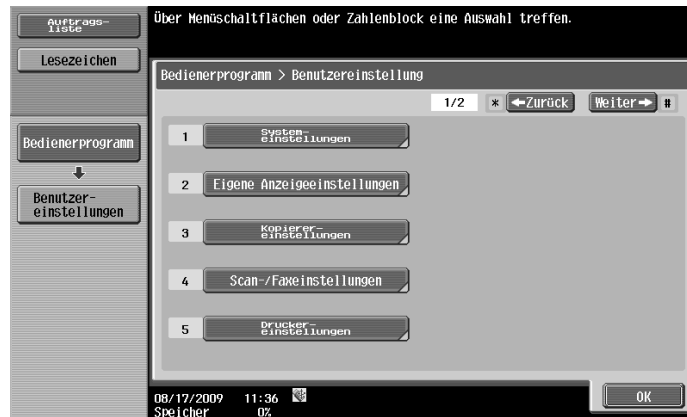 Auftrags-
liste
Lesezeichen
Bedienerprogramm
Benutzer-
einstellungen
Über Menüschaltflächen oder Zahlenblock eine Auswahl treffen.
Bedienerprogramm > Benutzereinstellung
1/2 * ←Zurück Weiter→ #
1 System-
einstellungen
2 Eigene Anzeigeeinstellungen
3 Kopierer-
einstellungen
4 Scan-/Faxeinstellungen
5 Drucker-
einstellungen
08/17/2009 11:36
Speicher 0%
OK